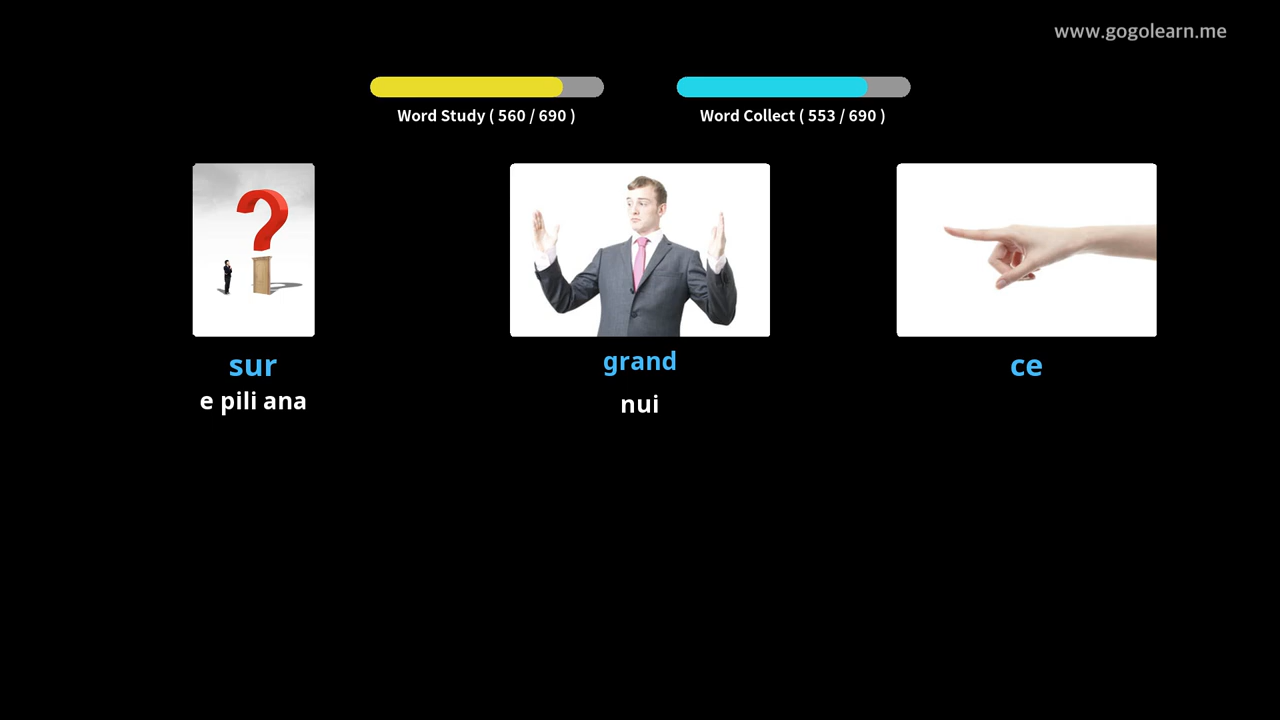 www.gogolearn.me
Word Study ( 560 / 690 )
Word Collect ( 553 / 690 )
sur
e pili ana
grand
nui
ce